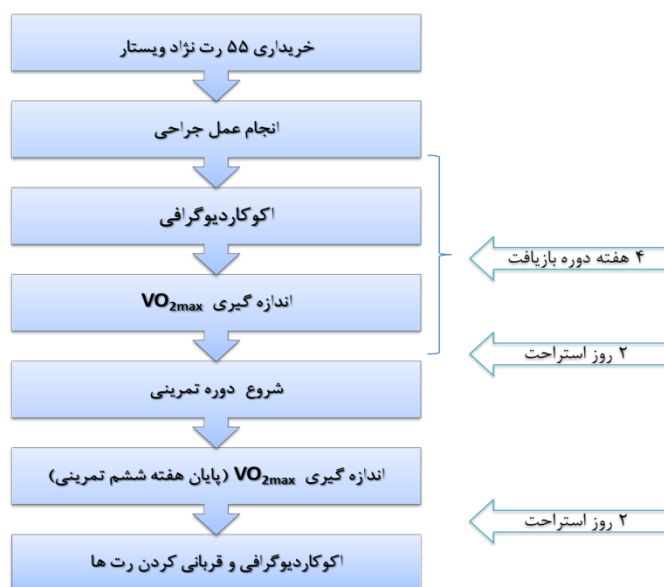 خریداری ۵۵ رت نژاد ویستار
انجام عمل جراحی
اکوکاردیوگرافی
۴ هفته دوره بازیافت
اندازه گیری VO2max
۲ روز استراحت
شروع دوره تمرینی
اندازه گیری VO2max (پایان هفته ششم تمرینی)
۲ روز استراحت
اکوکاردیوگرافی و قربانی کردن رت ها